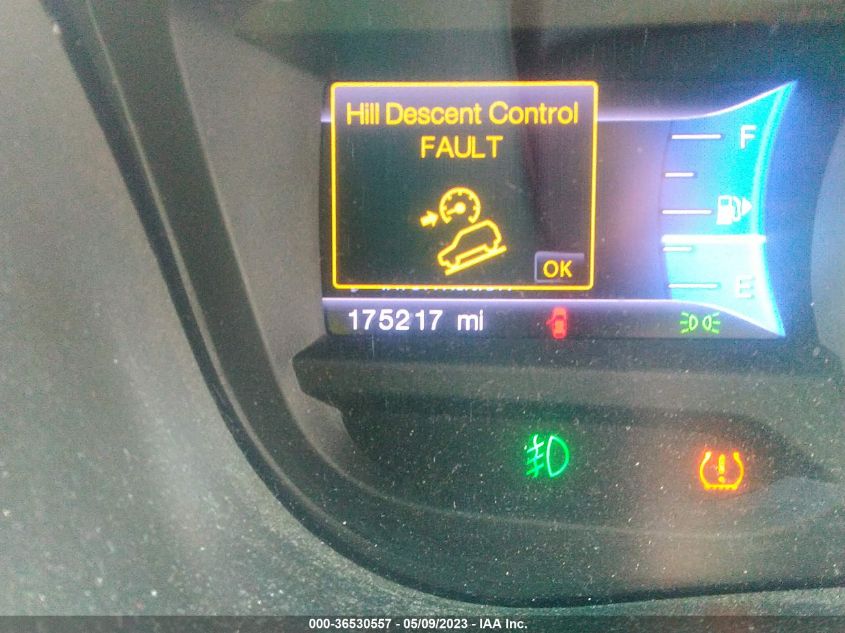 Hill Descent Control
FAULT
F
OK
E
175217 mi
000-36530557 - 05/09/2023 - IAA Inc.